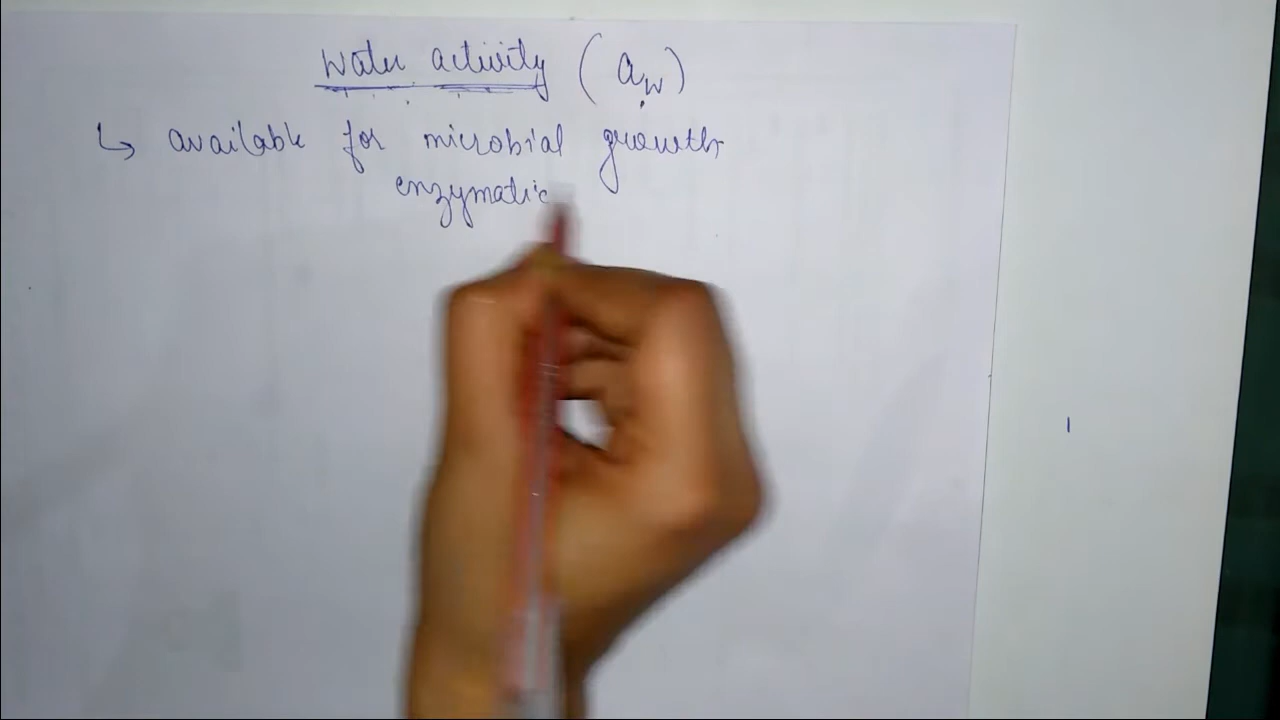 Water activity (aw)
↳ available for microbial growth
enzymatic